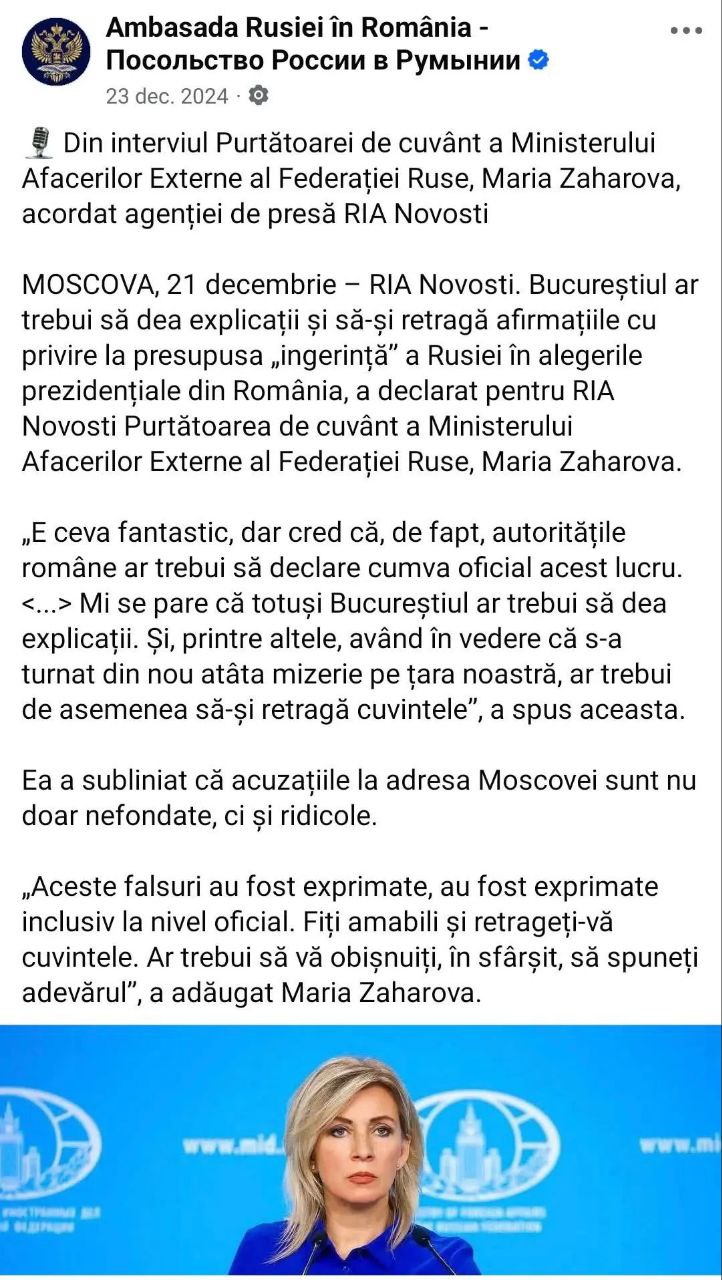 Ambasada Rusiei în România -
Посольство России в Румынии
23 dec. 2024 ·
Din interviul Purtătoarei de cuvânt a Ministerului
Afacerilor Externe al Federației Ruse, Maria Zaharova,
acordat agenției de presă RIA Novosti
MOSCOVA, 21 decembrie – RIA Novosti. Bucureștiul ar
trebui să dea explicații și să-și retragă afirmațiile cu
privire la presupusa „ingerință” a Rusiei în alegerile
prezidențiale din România, a declarat pentru RIA
Novosti Purtătoarea de cuvânt a Ministerului
Afacerilor Externe al Federației Ruse, Maria Zaharova.
„E ceva fantastic, dar cred că, de fapt, autoritățile
române ar trebui să declare cumva oficial acest lucru.
<...> Mi se pare că totuși Bucureștiul ar trebui să dea
explicații. Și, printre altele, având în vedere că s-a
turnat din nou atâta mizerie pe țara noastră, ar trebui
de asemenea să-și retragă cuvintele”, a spus aceasta.
Ea a subliniat că acuzațiile la adresa Moscovei sunt nu
doar nefondate, ci și ridicole.
„Aceste falsuri au fost exprimate, au fost exprimate
inclusiv la nivel oficial. Fiți amabili și retrageți-vă
cuvintele. Ar trebui să vă obișnuiți, în sfârșit, să spuneți
adevărul”, a adăugat Maria Zaharova.
www.mid.
www.mi